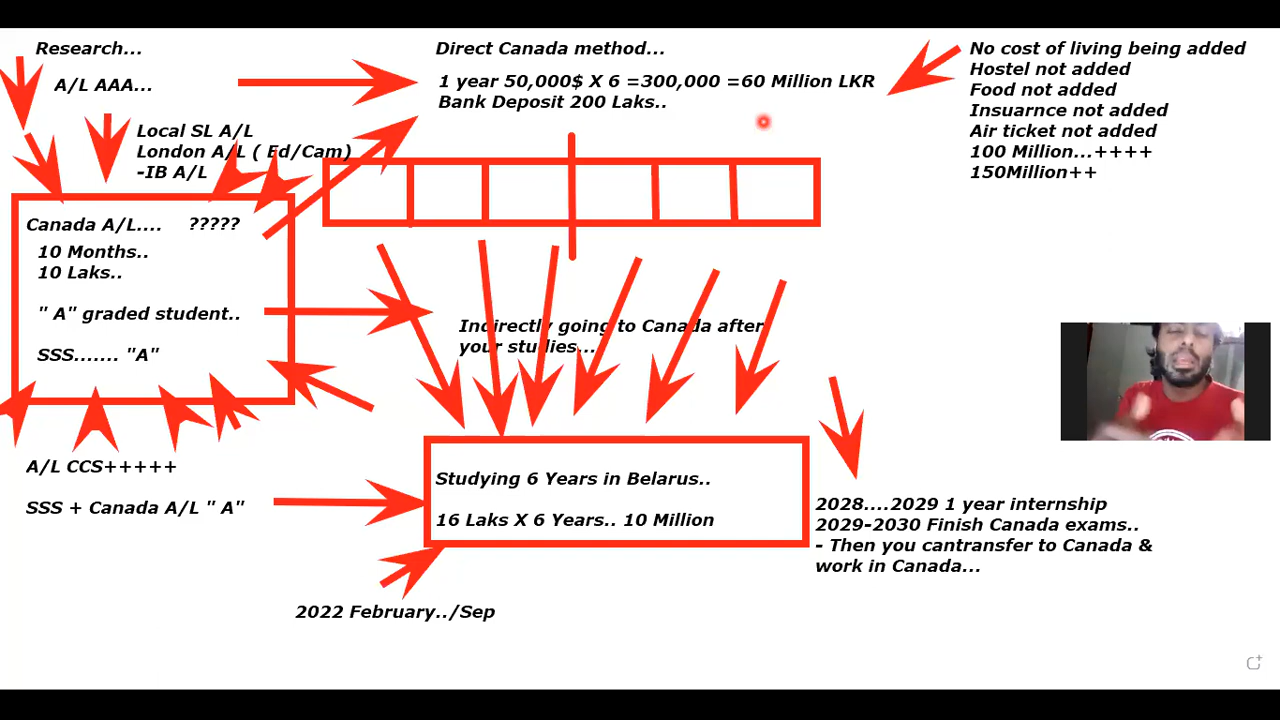 Research...
A/L AAA...
Local SL A/L
London A/L ( Ed/Cam)
-IB A/L
Canada A/L.... ?????
10 Months..
10 Laks..
" A" graded student..
SSS....... "A"
A/L CCS+++++
SSS + Canada A/L " A"
Direct Canada method...
1 year 50,000$ X 6 =300,000 =60 Million LKR
Bank Deposit 200 Laks..
No cost of living being added
Hostel not added
Food not added
Insuarnce not added
Air ticket not added
100 Million...++++
150Million++
Indirectly going to Canada after
your studies...
Studying 6 Years in Belarus..
16 Laks X 6 Years.. 10 Million
2022 February../Sep
2028....2029 1 year internship
2029-2030 Finish Canada exams..
- Then you cantransfer to Canada &
work in Canada...